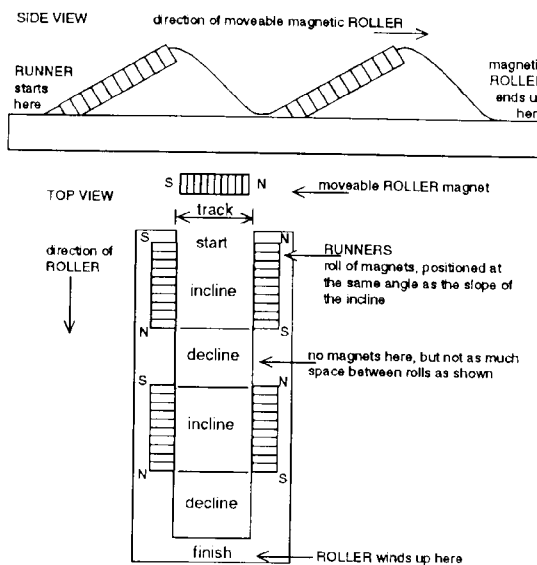 SIDE VIEW
direction of moveable magnetic ROLLER
RUNNER
starts
here
magnetic
ROLLER
ends up
here
S
N
moveable ROLLER magnet
TOP VIEW
track
S
start
N
direction of
ROLLER
RUNNERS
roll of magnets, positioned at
the same angle as the slope of
the incline
incline
N
S
decline
no magnets here, but not as much
space between rolls as shown
S
N
incline
N
S
decline
finish
ROLLER winds up here